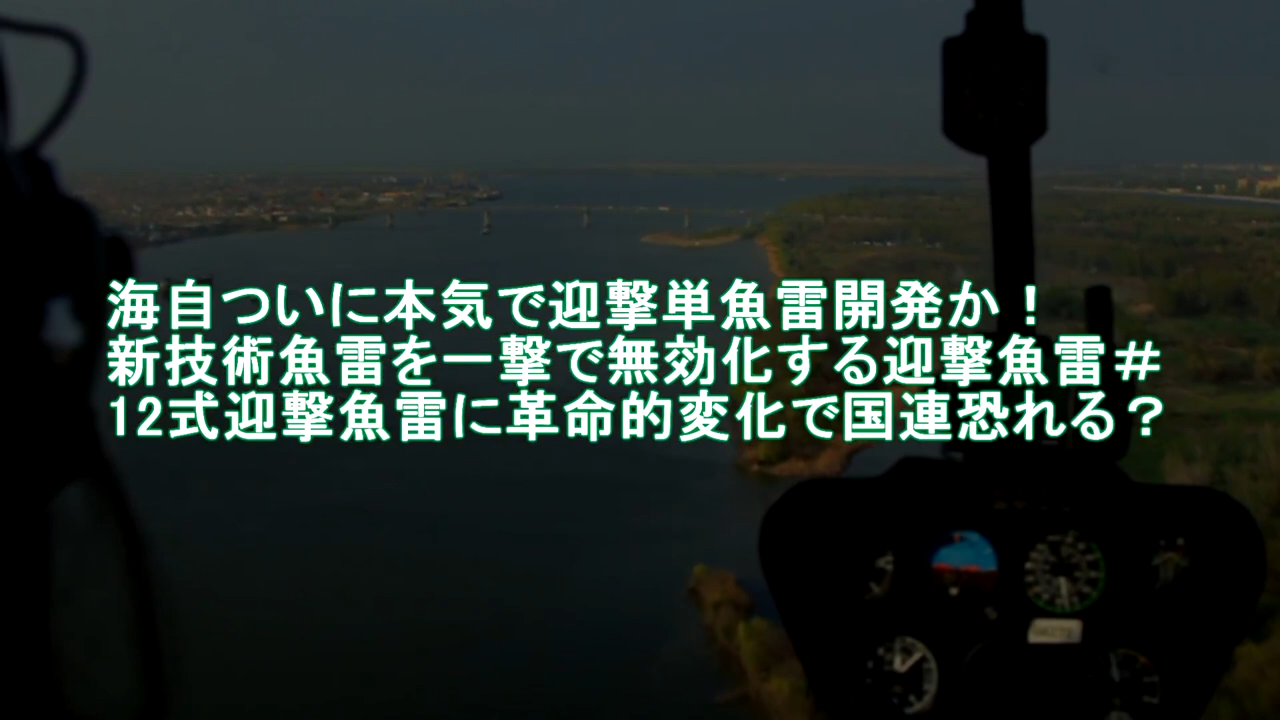 海自ついに本気で迎撃単魚雷開発か！
新技術魚雷を一撃で無効化する迎撃魚雷＃
12式迎撃魚雷に革命的変化で国連恐れる？